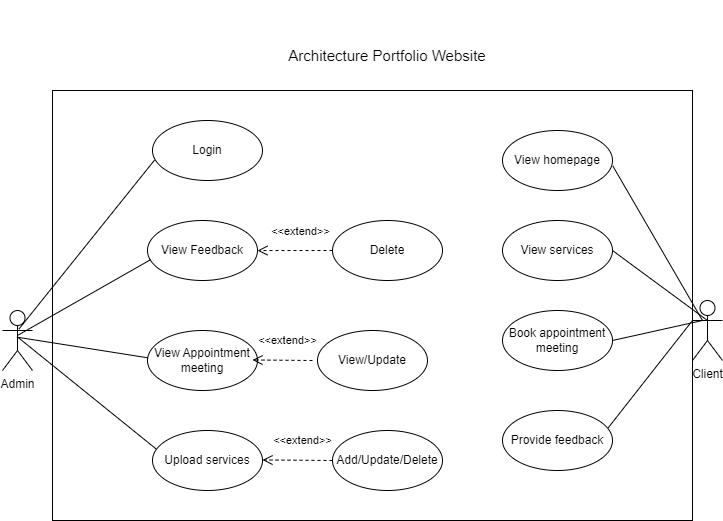 Architecture Portfolio Website
Login
View homepage
<<extend>>
View Feedback
Delete
View services
<<extend>>
View Appointment
meeting
View/Update
Book appointment
meeting
Admin
Client
<<extend>>
Upload services
Add/Update/Delete
Provide feedback